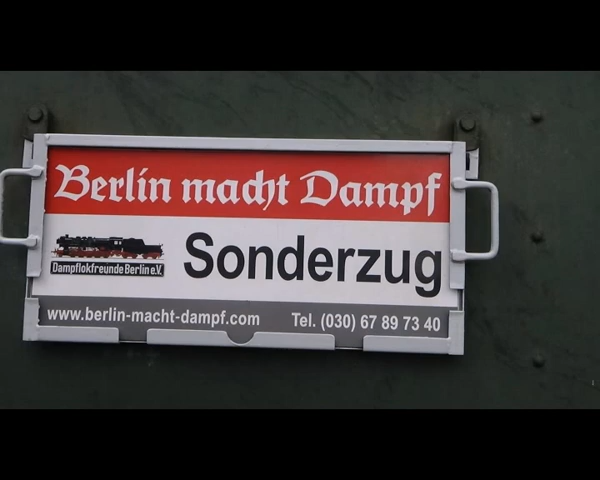 Berlin macht Dampf
Sonderzug
Dampflokfreunde Berlin e.V.
www.berlin-macht-dampf.com Tel. (030) 67 89 73 40